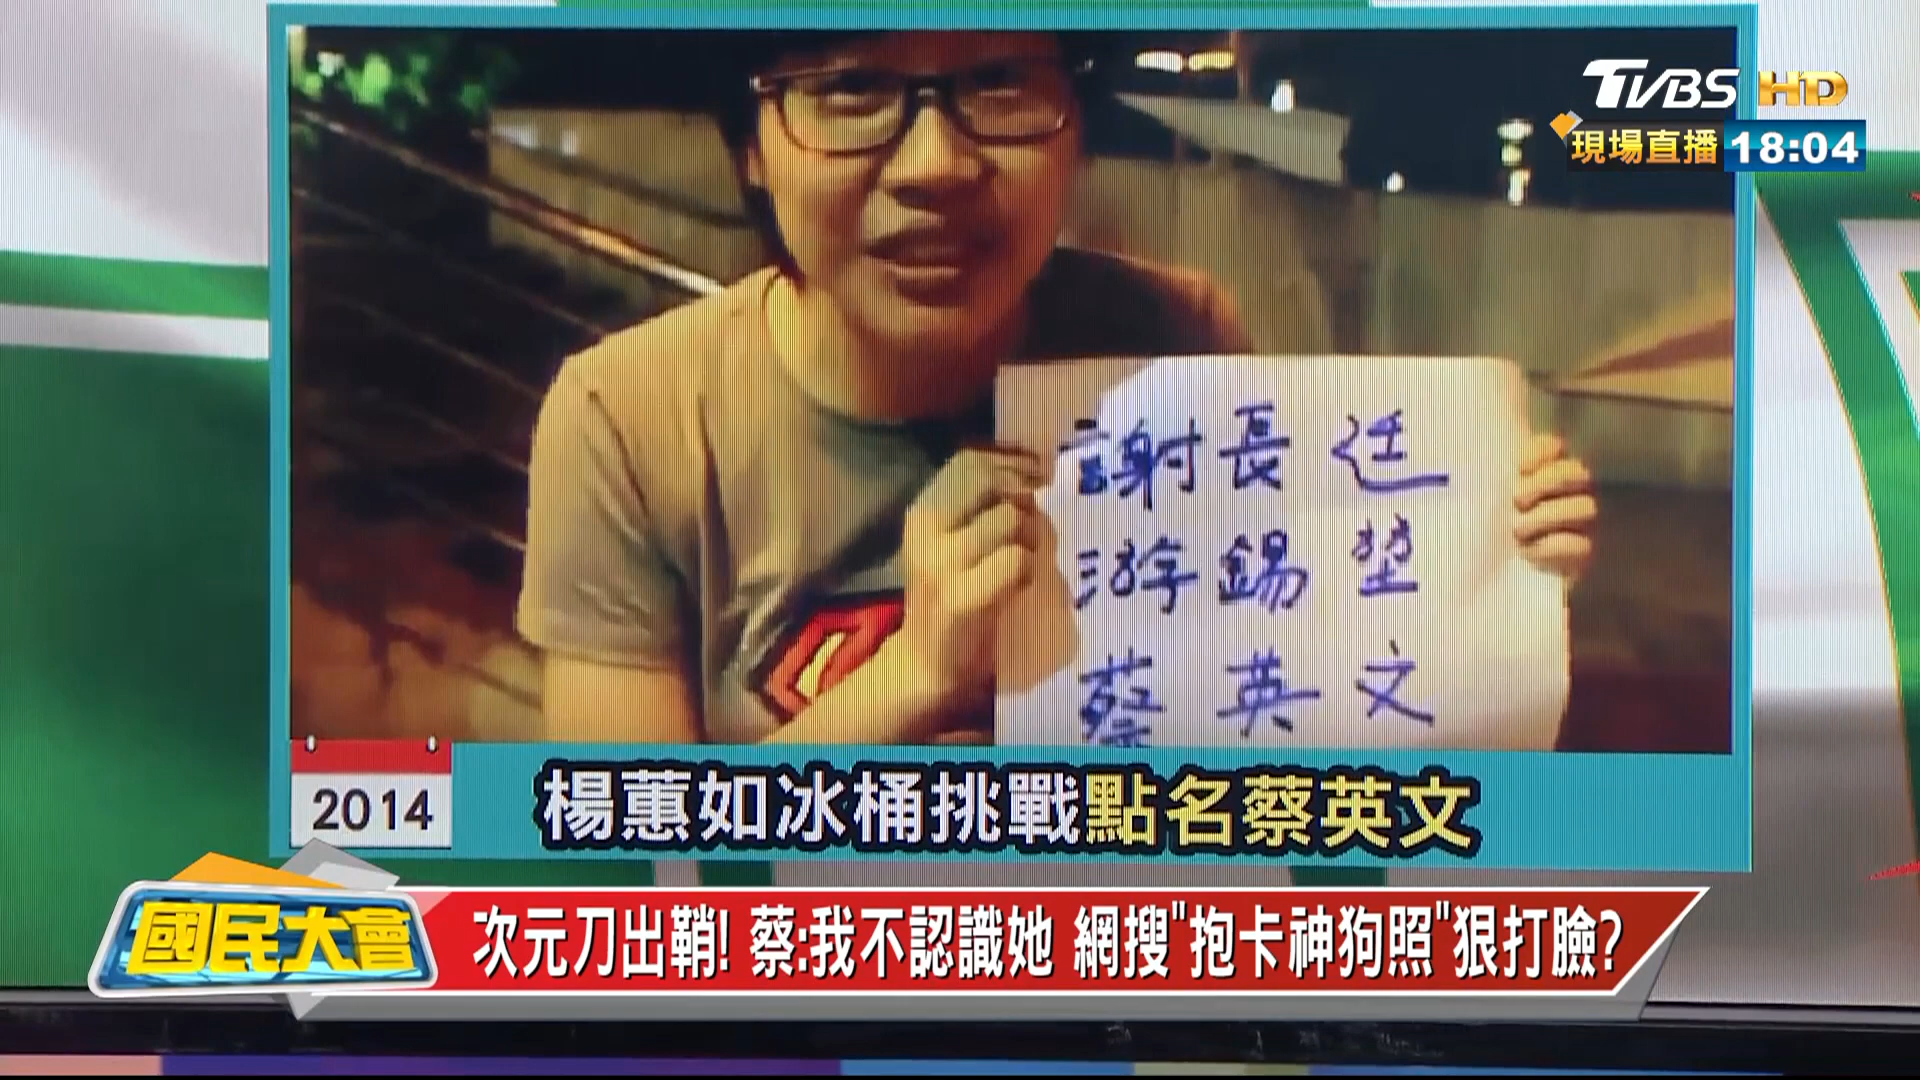 TVBS HD
現場直播 18:04
謝長廷
游錫堃
蔡英文
2014
楊蕙如冰桶挑戰點名蔡英文
國民大會
次元刀出鞘! 蔡:我不認識她 網搜"抱卡神狗照"狠打臉?